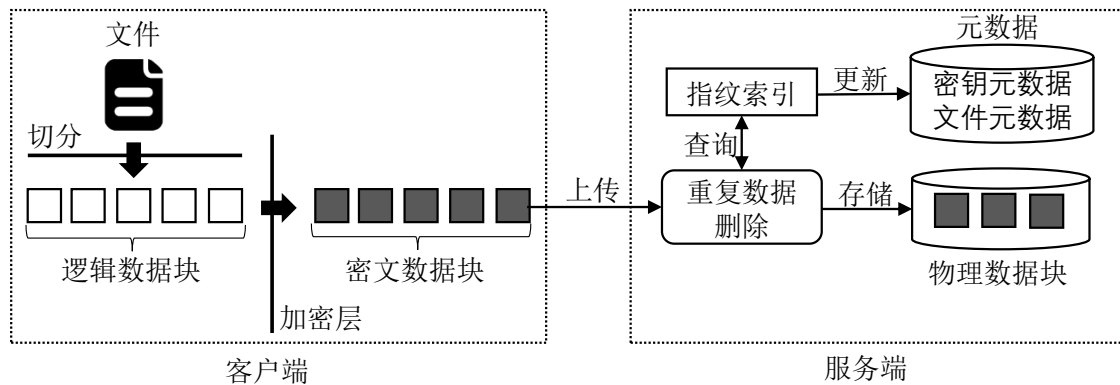 文件
切分
逻辑数据块
密文数据块
加密层
客户端
上传
元数据
指纹索引
更新
密钥元数据
文件元数据
查询
重复数据
删除
存储
物理数据块
服务端